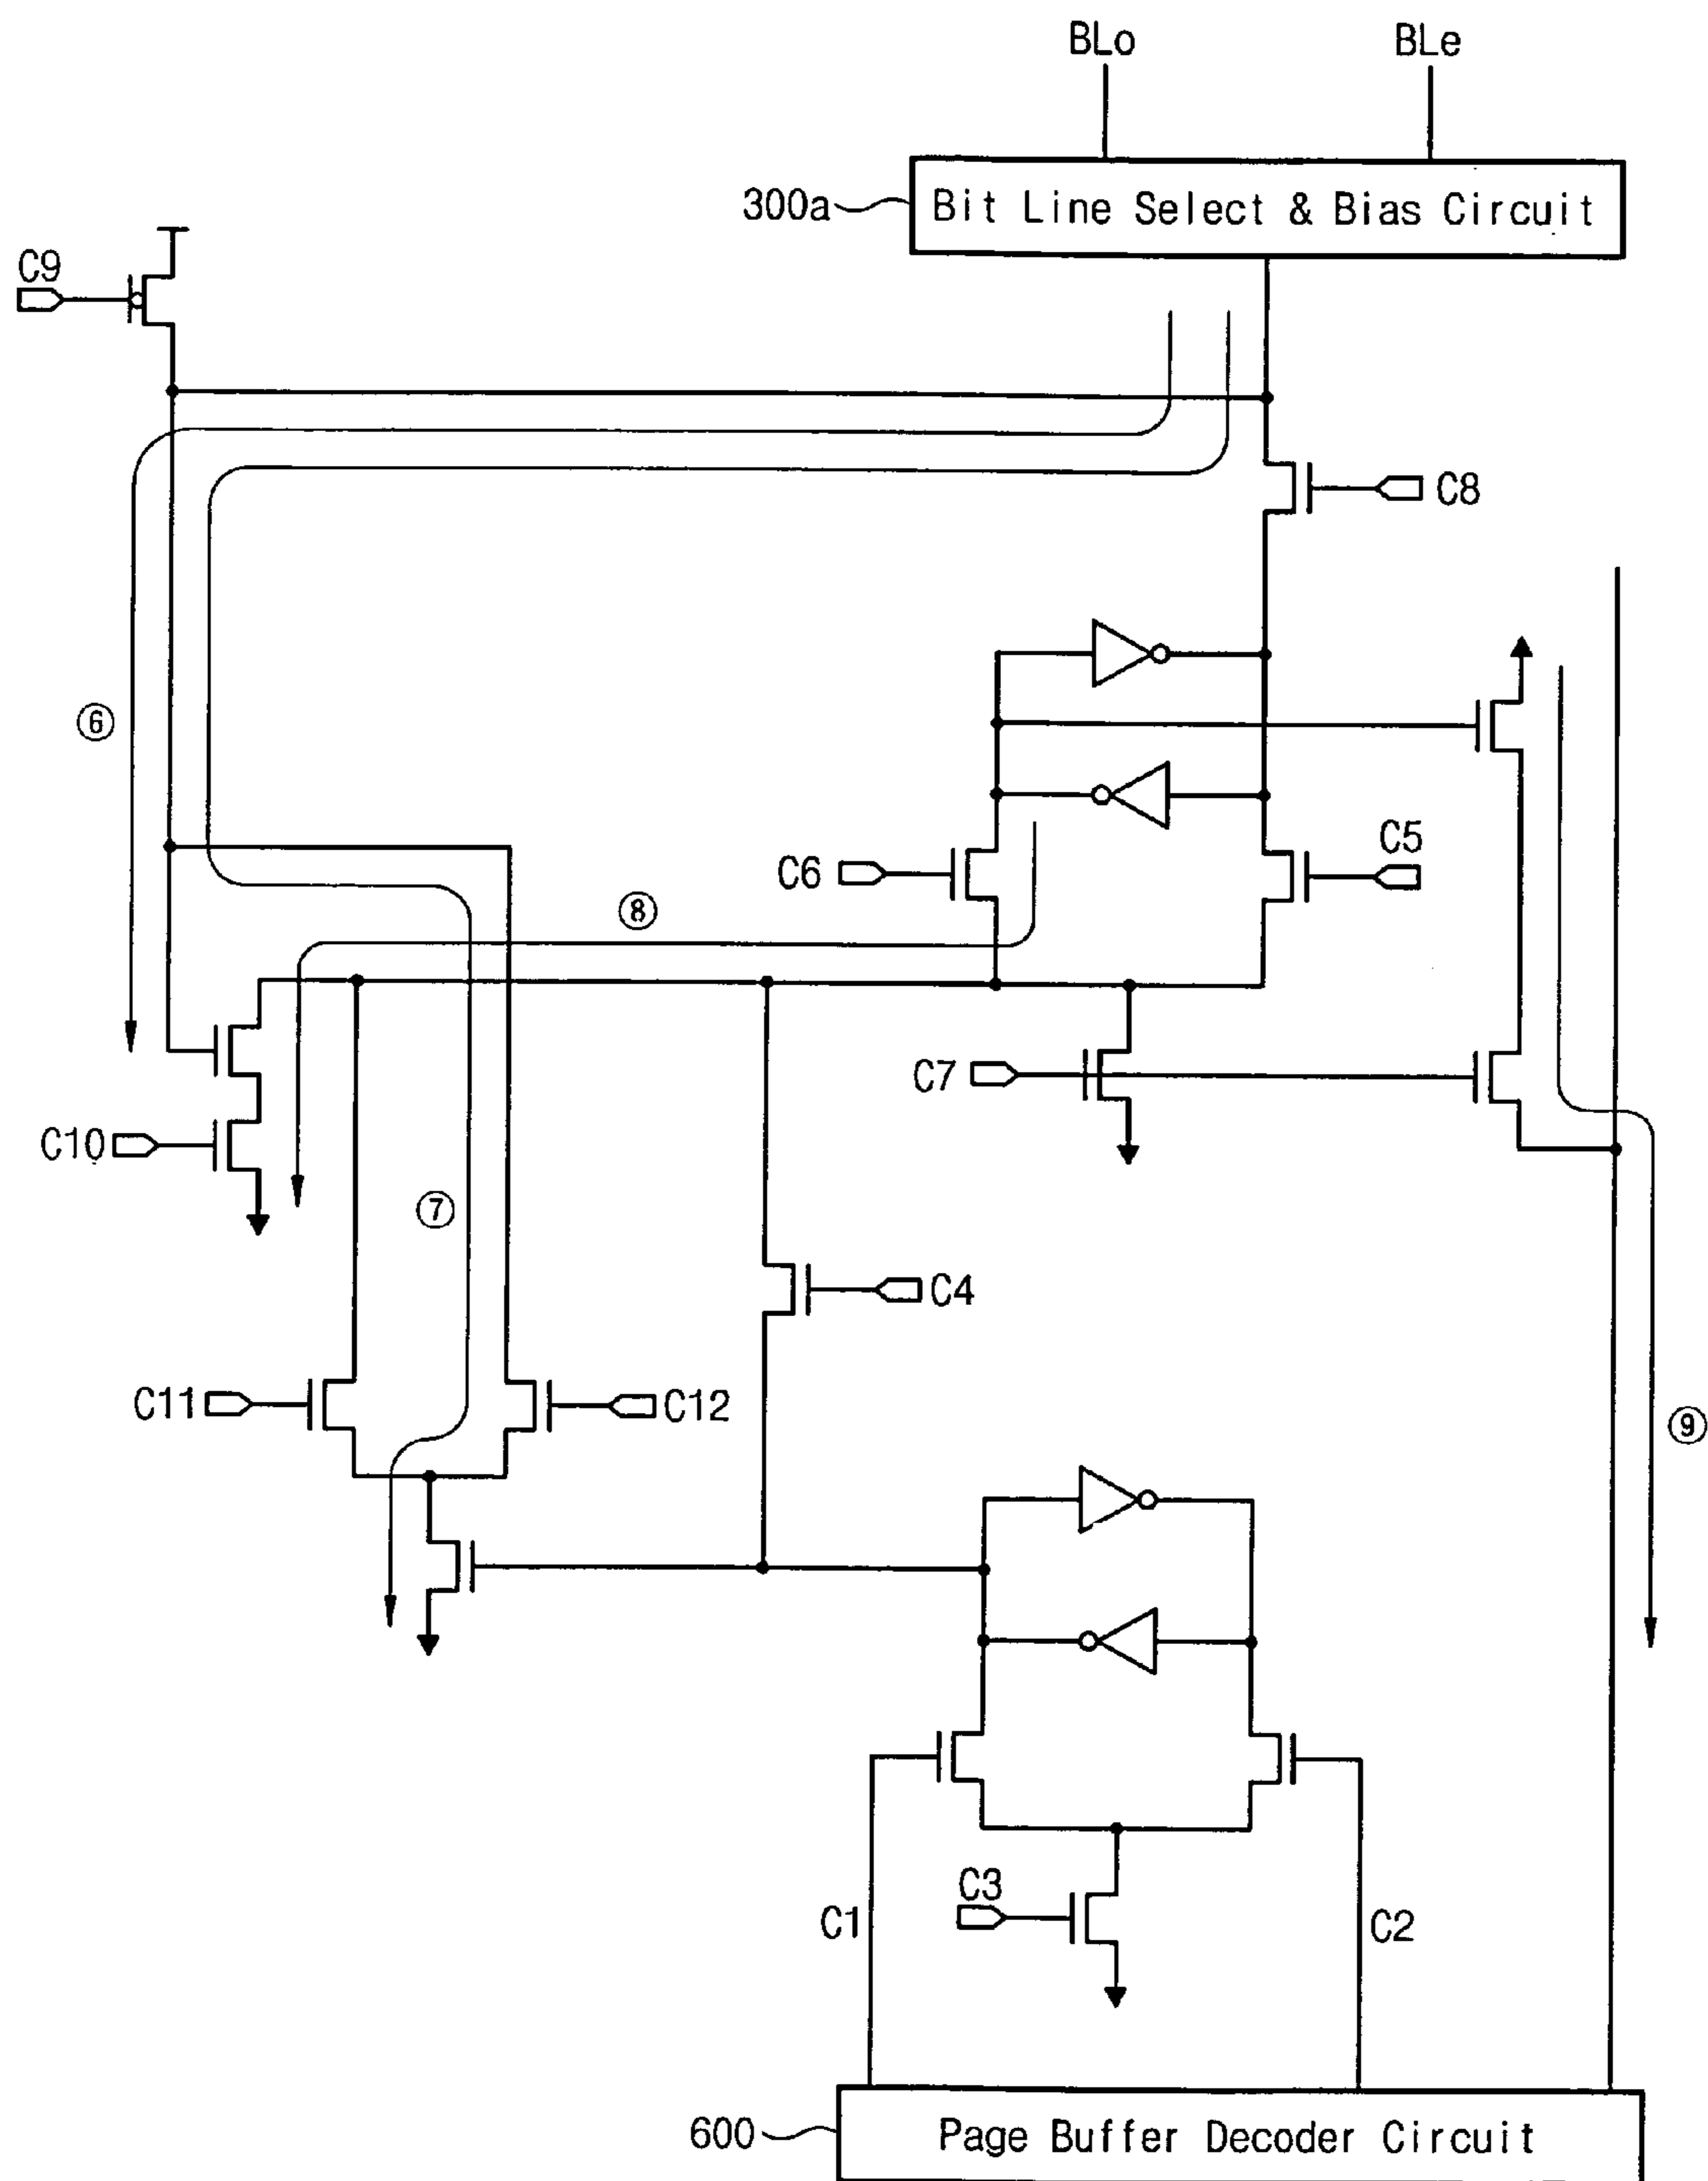 BLo
BLe
300a
Bit Line Select & Bias Circuit
C9
C8
⑥
C5
C6
⑧
C7
C10
⑦
C4
C11
C12
⑨
C3
C1
C2
600
Page Buffer Decoder Circuit